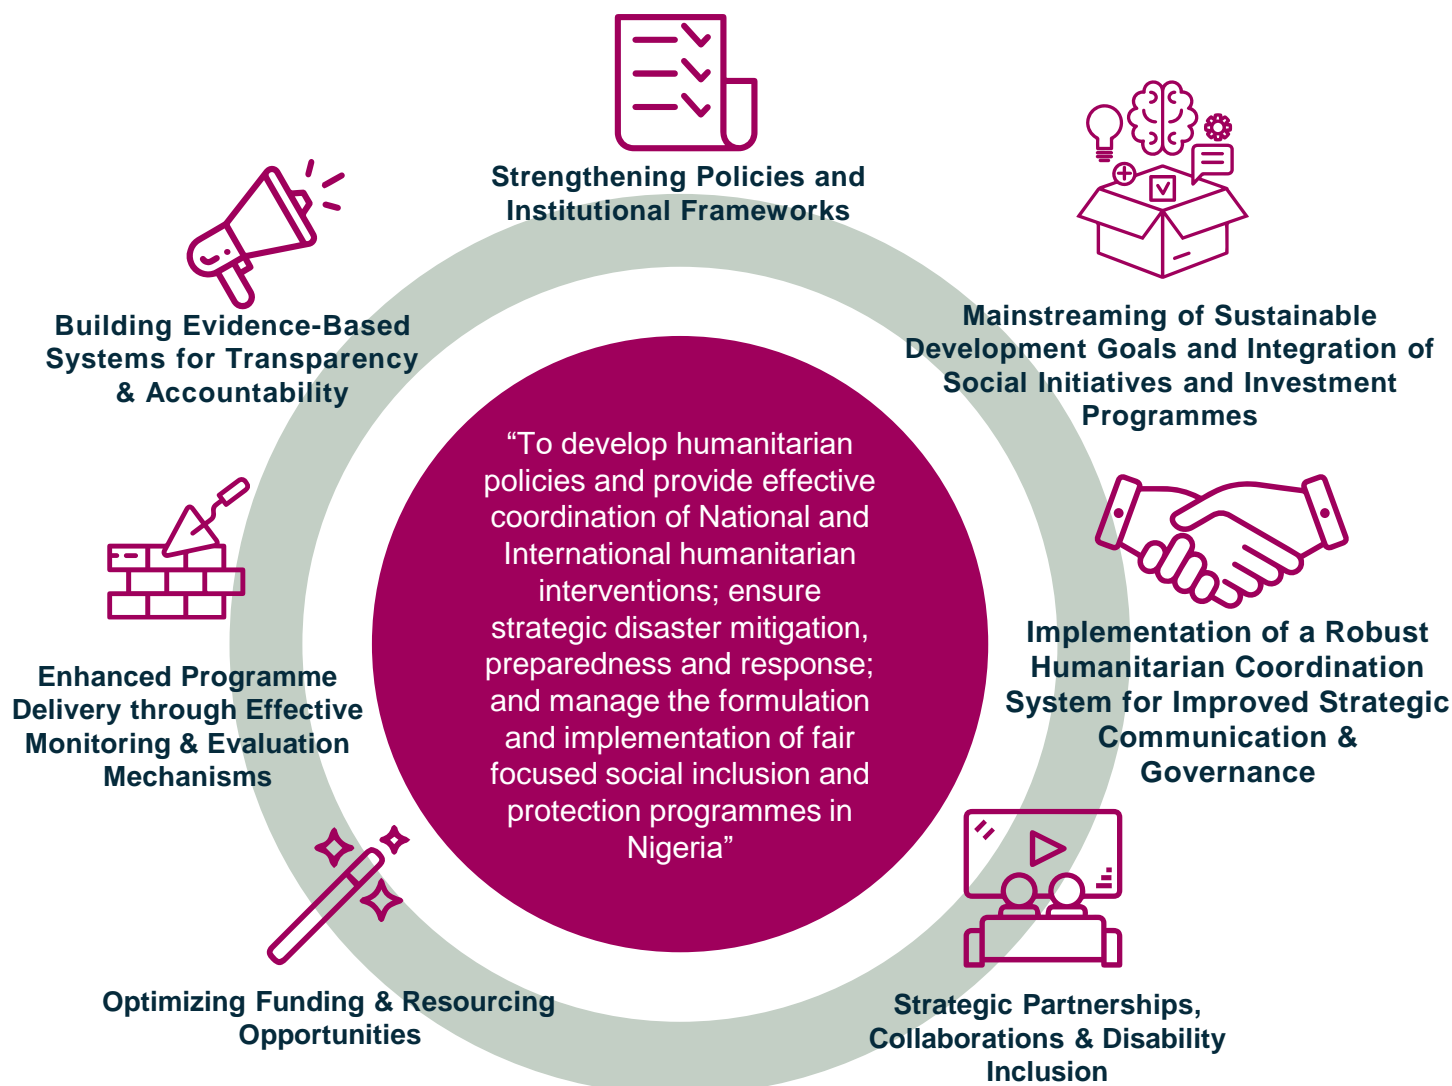 Strengthening Policies and
Institutional Frameworks
Mainstreaming of Sustainable
Development Goals and Integration of
Social Initiatives and Investment
Programmes
Implementation of a Robust
Humanitarian Coordination
System for Improved Strategic
Communication &
Governance
Strategic Partnerships,
Collaborations & Disability
Inclusion
Optimizing Funding & Resourcing
Opportunities
Enhanced Programme
Delivery through Effective
Monitoring & Evaluation
Mechanisms
Building Evidence-Based
Systems for Transparency
& Accountability
“To develop humanitarian
policies and provide effective
coordination of National and
International humanitarian
interventions; ensure
strategic disaster mitigation,
preparedness and response;
and manage the formulation
and implementation of fair
focused social inclusion and
protection programmes in
Nigeria”